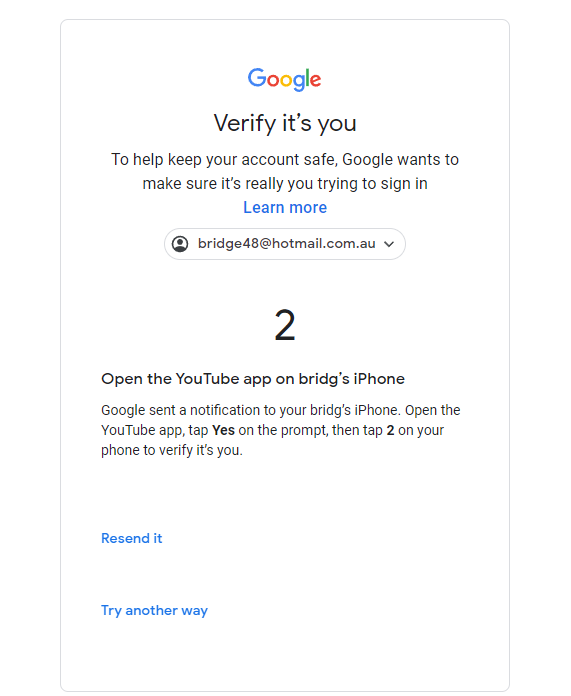 Google
Verify it’s you
To help keep your account safe, Google wants to
make sure it’s really you trying to sign in
Learn more
bridge48@hotmail.com.au
2
Open the YouTube app on bridg’s iPhone
Google sent a notification to your bridg’s iPhone. Open the
YouTube app, tap Yes on the prompt, then tap 2 on your
phone to verify it’s you.
Resend it
Try another way